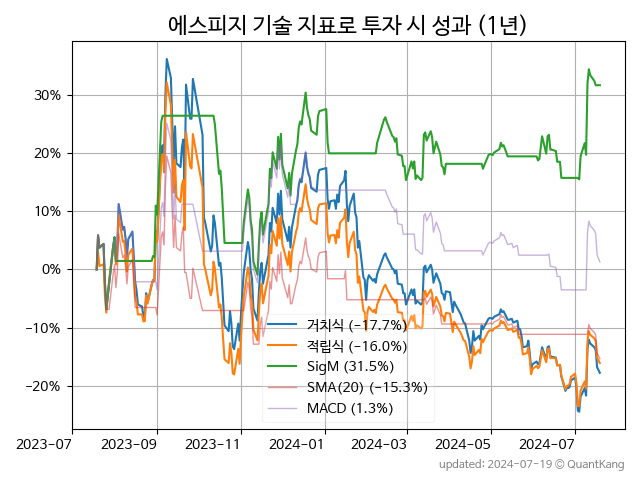 에스피지 기술 지표로 투자 시 성과 (1년)
30%
20%
10%
0%
−10%
−20%
거치식 (−17.7%)
적립식 (−16.0%)
SigM (31.5%)
SMA(20) (−15.3%)
MACD (1.3%)
2023-07 2023-09 2023-11 2024-01 2024-03 2024-05 2024-07
updated: 2024-07-19 @ QuantKang